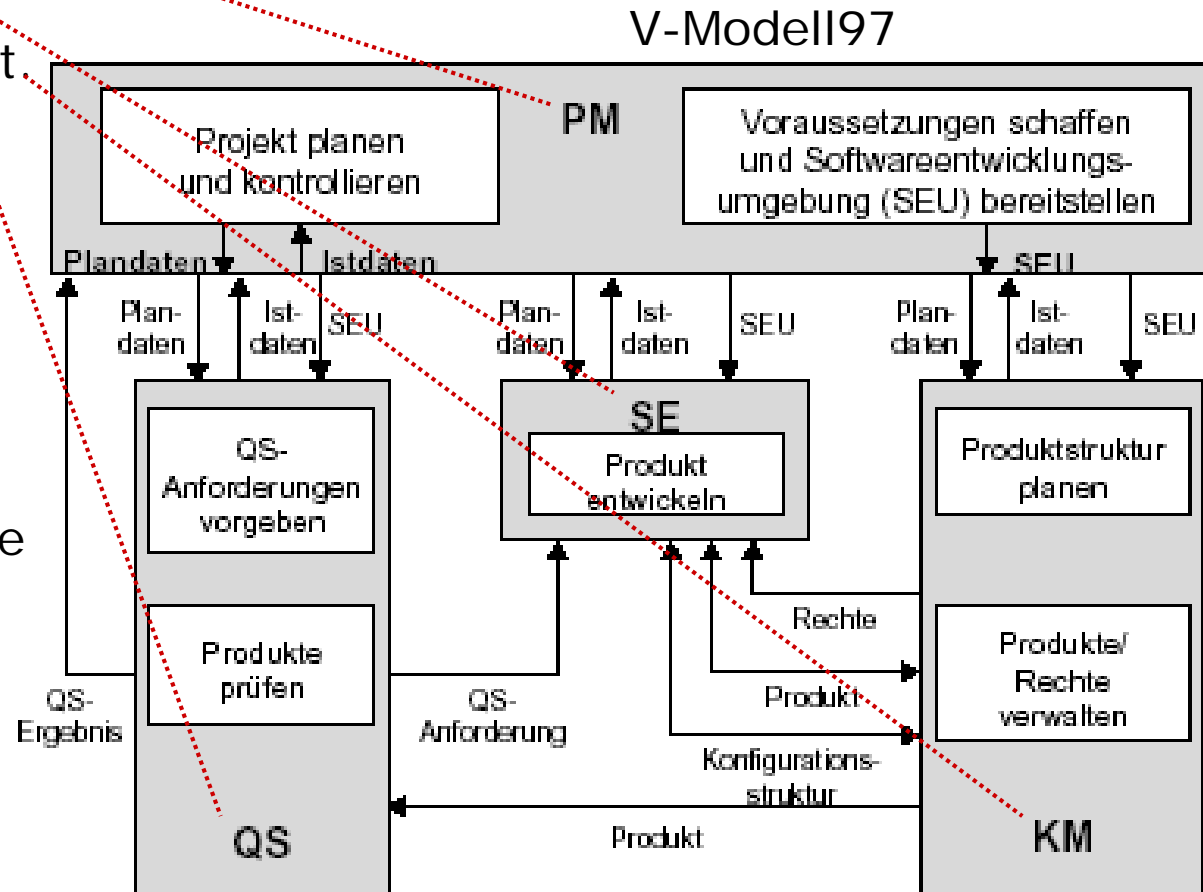 V-Modell97
t.
PM
Projekt planen
und kontrollieren
Voraussetzungen schaffen
und Softwareentwicklungs-
umgebung (SEU) bereitstellen
Plandaten
Istdaten
SEU
Plan-
daten
Ist-
daten
SEU
Plan-
daten
Ist-
daten
SEU
Plan-
daten
Ist-
daten
SEU
QS-
Anforderungen
vorgeben
SE
Produkt
entwickeln
Produktstruktur
planen
e
Produkte
prüfen
Rechte
Produkte/
Rechte
verwalten
QS-
Ergebnis
QS-
Anforderung
Produkt
Konfigurations-
struktur
QS
Produkt
KM